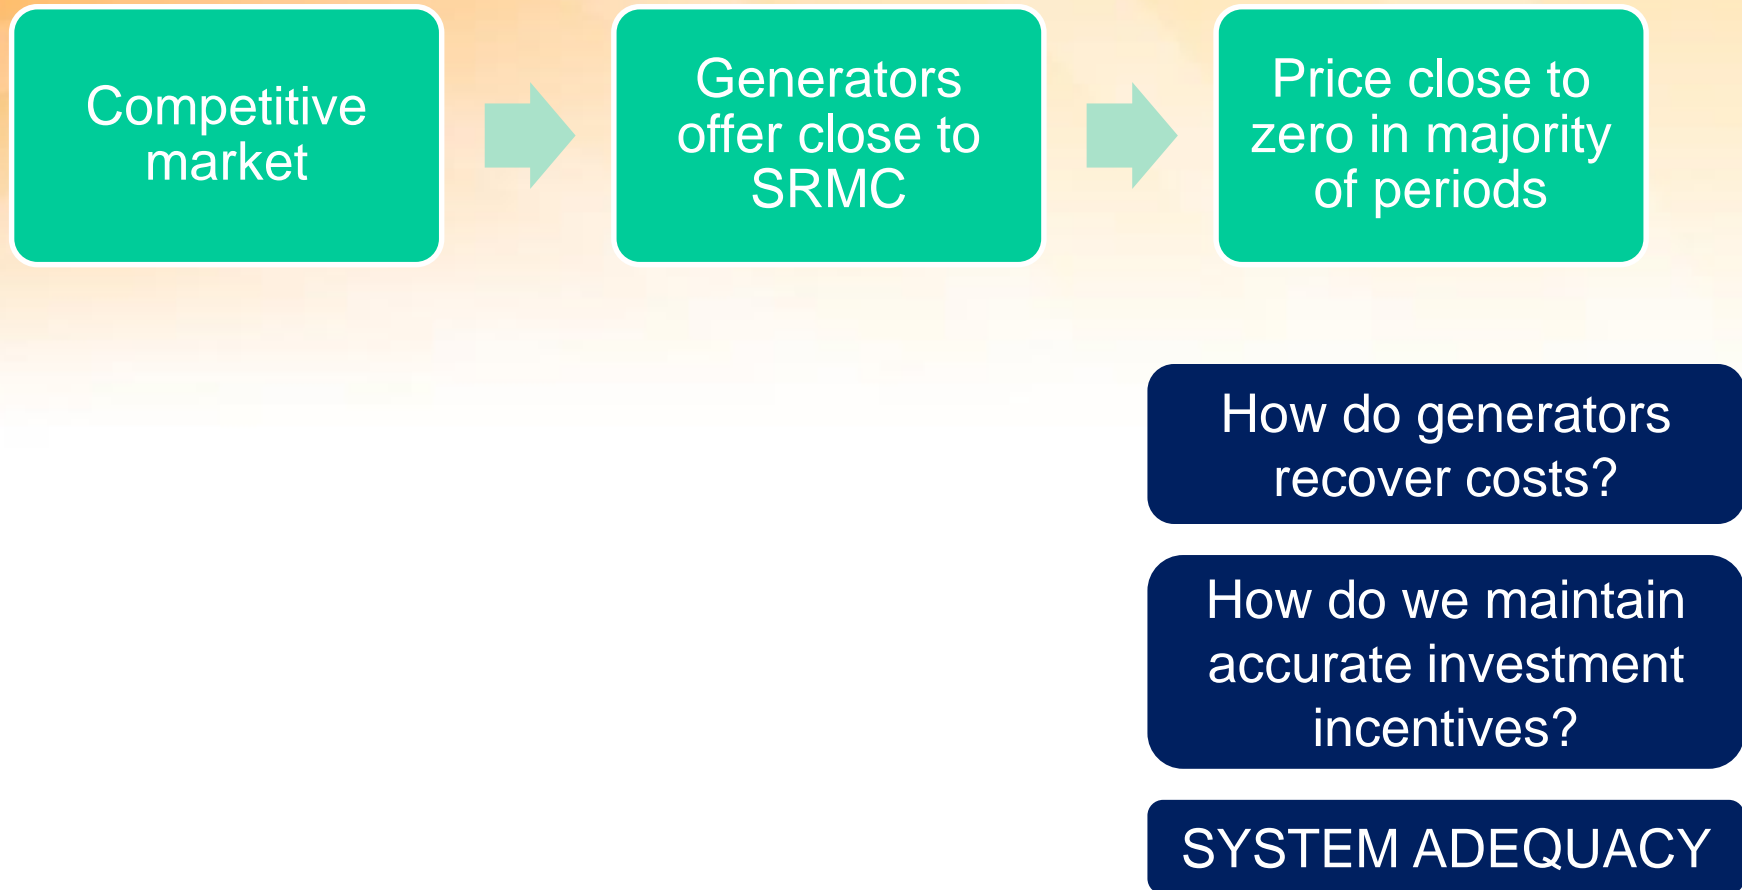 Competitive
market
Generators
offer close to
SRMC
Price close to
zero in majority
of periods
How do generators
recover costs?
How do we maintain
accurate investment
incentives?
SYSTEM ADEQUACY